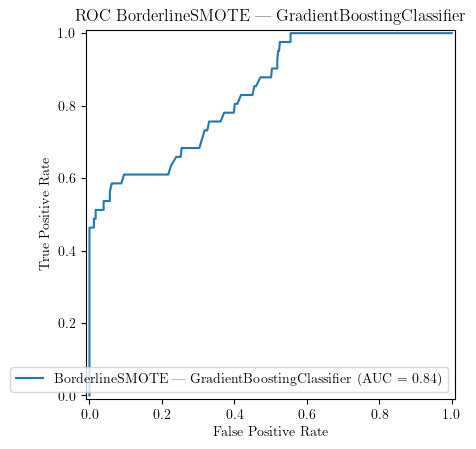 ROC BorderlineSMOTE — GradientBoostingClassifier
1.0
0.8
0.6
0.4
0.2
0.0
True Positive Rate
BorderlineSMOTE — GradientBoostingClassifier (AUC = 0.84)
0.0 0.2 0.4 0.6 0.8 1.0
False Positive Rate